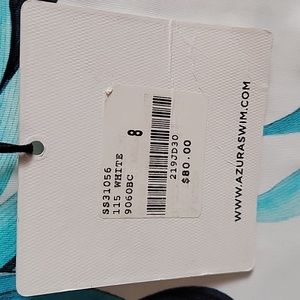 SS31056
115 WHITE
9060BC
8
219JD30
$80.00
WWW.AZURASWIM.COM